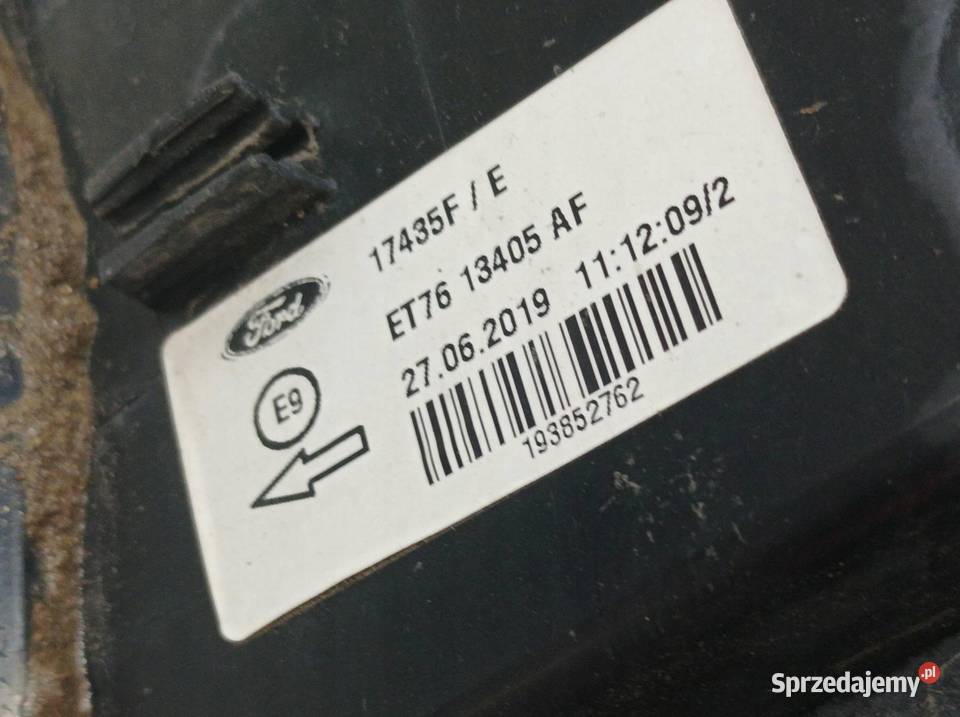 17435F / E
Ford
ET76 13405 AF
27.06.2019 11:12:09/2
E9
193852762
Sprzedajemy.pl